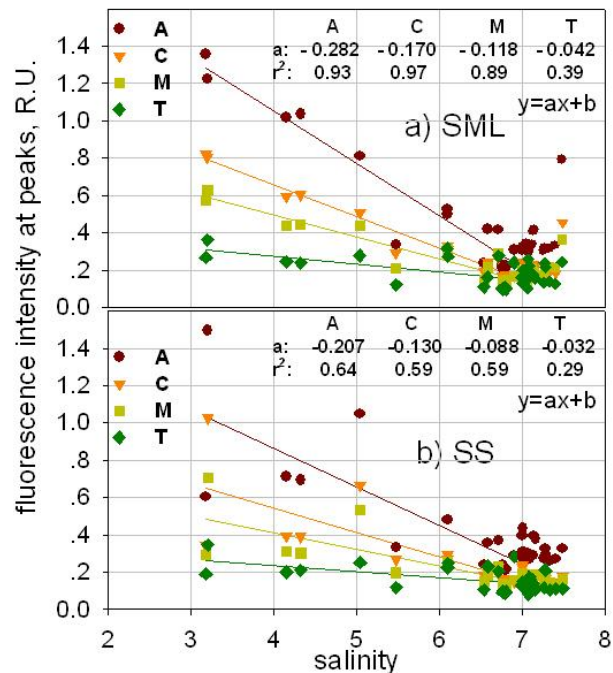 A C M T
a: -0.282 -0.170 -0.118 -0.042
r²: 0.93 0.97 0.89 0.39
y=ax+b
a) SML
A
C
M
T
1.4
1.2
1.0
.8
.6
.4
.2
0.0
fluorescence intensity at peaks, R.U.
A C M T
a: -0.207 -0.130 -0.088 -0.032
r²: 0.64 0.59 0.59 0.29
y=ax+b
b) SS
A
C
M
T
1.4
1.2
1.0
.8
.6
.4
.2
0.0
2 3 4 5 6 7 8
salinity